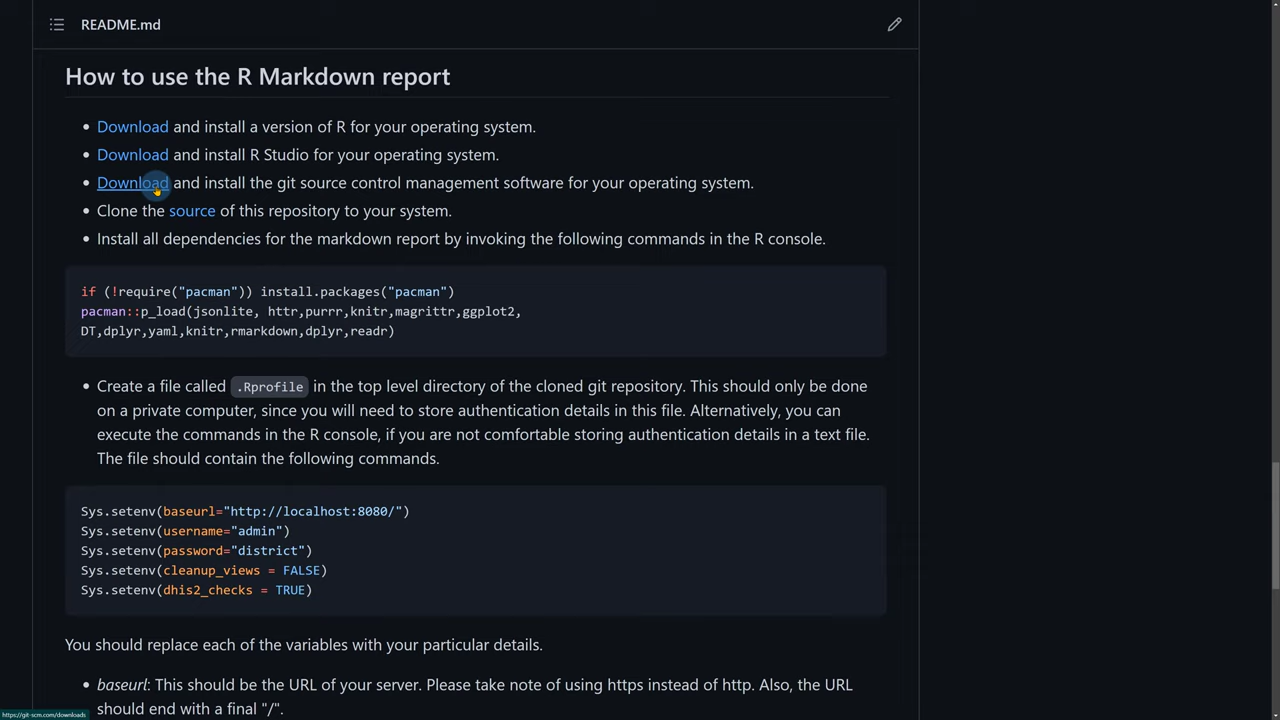 README.md
How to use the R Markdown report
Download and install a version of R for your operating system.
Download and install R Studio for your operating system.
Download and install the git source control management software for your operating system.
Clone the source of this repository to your system.
Install all dependencies for the markdown report by invoking the following commands in the R console.
if (!require("pacman")) install.packages("pacman")
pacman::p_load(jsonlite, httr,purrr,knitr,magrittr,ggplot2,
DT,dplyr,yaml,knitr,rmarkdown,dplyr,readr)
Create a file called .Rprofile in the top level directory of the cloned git repository. This should only be done
on a private computer, since you will need to store authentication details in this file. Alternatively, you can
execute the commands in the R console, if you are not comfortable storing authentication details in a text file.
The file should contain the following commands.
Sys.setenv(baseurl="http://localhost:8080/")
Sys.setenv(username="admin")
Sys.setenv(password="district")
Sys.setenv(cleanup_views = FALSE)
Sys.setenv(dhis2_checks = TRUE)
You should replace each of the variables with your particular details.
baseurl: This should be the URL of your server. Please take note of using https instead of http. Also, the URL
should end with a final "/".
https://git-scm.com/downloads